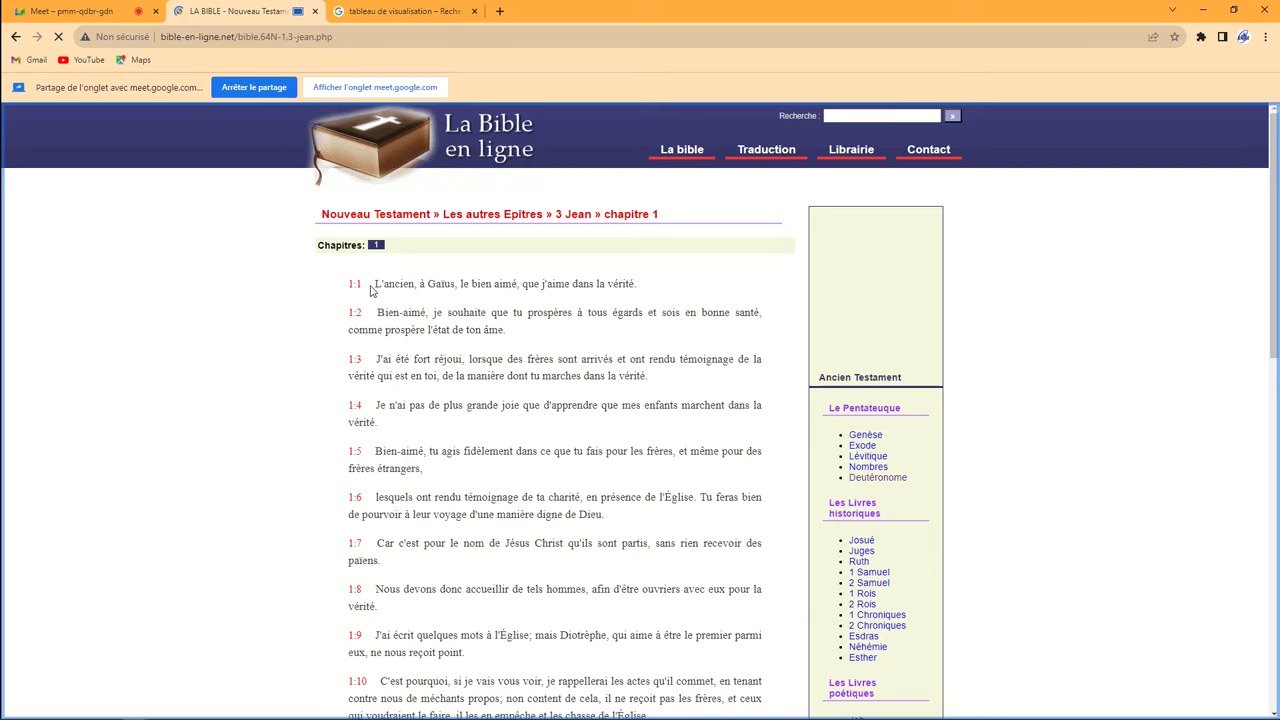 Meet – pmm-qdbr-gdn
LA BIBLE - Nouveau Testam
tableau de visualisation – Reche
Non sécurisé bible-en-ligne.net/bible,64N-1,3-jean.php
Gmail YouTube Maps
Partage de l'onglet avec meet.google.com... Arrêter le partage Afficher l'onglet meet.google.com
La Bible
en ligne
Recherche : »
La bible Traduction Librairie Contact
Nouveau Testament » Les autres Epîtres » 3 Jean » chapitre 1
Chapitres: 1
1:1 L'ancien, à Gaïus, le bien aimé, que j'aime dans la vérité.
1:2 Bien-aimé, je souhaite que tu prospères à tous égards et sois en bonne santé,
comme prospère l'état de ton âme.
1:3 J'ai été fort réjoui, lorsque des frères sont arrivés et ont rendu témoignage de la
vérité qui est en toi, de la manière dont tu marches dans la vérité.
1:4 Je n'ai pas de plus grande joie que d'apprendre que mes enfants marchent dans la
vérité.
1:5 Bien-aimé, tu agis fidèlement dans ce que tu fais pour les frères, et même pour des
frères étrangers,
1:6 lesquels ont rendu témoignage de ta charité, en présence de l'Église. Tu feras bien
de pourvoir à leur voyage d'une manière digne de Dieu.
1:7 Car c'est pour le nom de Jésus Christ qu'ils sont partis, sans rien recevoir des
païens.
1:8 Nous devons donc accueillir de tels hommes, afin d'être ouvriers avec eux pour la
vérité.
1:9 J'ai écrit quelques mots à l'Église; mais Diotrèphe, qui aime à être le premier parmi
eux, ne nous reçoit point.
1:10 C'est pourquoi, si je vais vous voir, je rappellerai les actes qu'il commet, en tenant
contre nous de méchants propos; non content de cela, il ne reçoit pas les frères, et ceux
qui voudraient le faire, il les en empêche et les chasse de l'Église.
Ancien Testament
Le Pentateuque
Genèse
Exode
Lévitique
Nombres
Deutéronome
Les Livres
historiques
Josué
Juges
Ruth
1 Samuel
2 Samuel
1 Rois
2 Rois
1 Chroniques
2 Chroniques
Esdras
Néhémie
Esther
Les Livres
poétiques